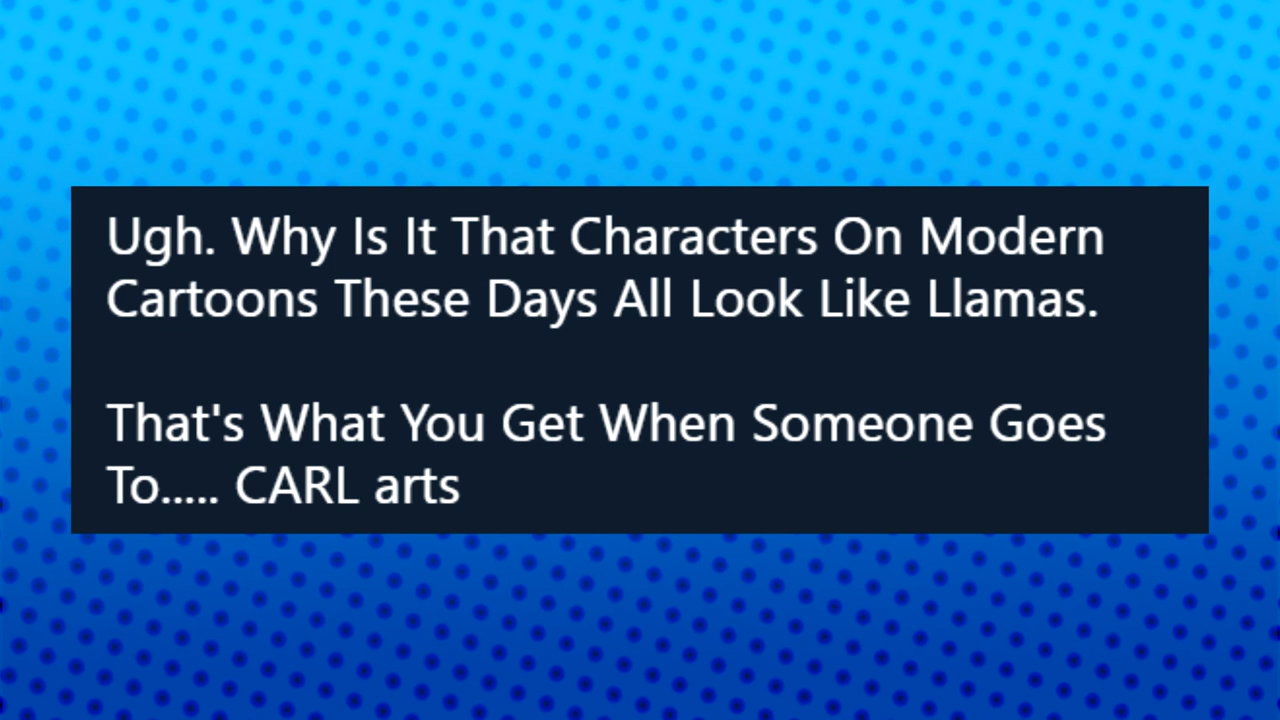 Ugh. Why Is It That Characters On Modern
Cartoons These Days All Look Like Llamas.
That's What You Get When Someone Goes
To..... CARL arts